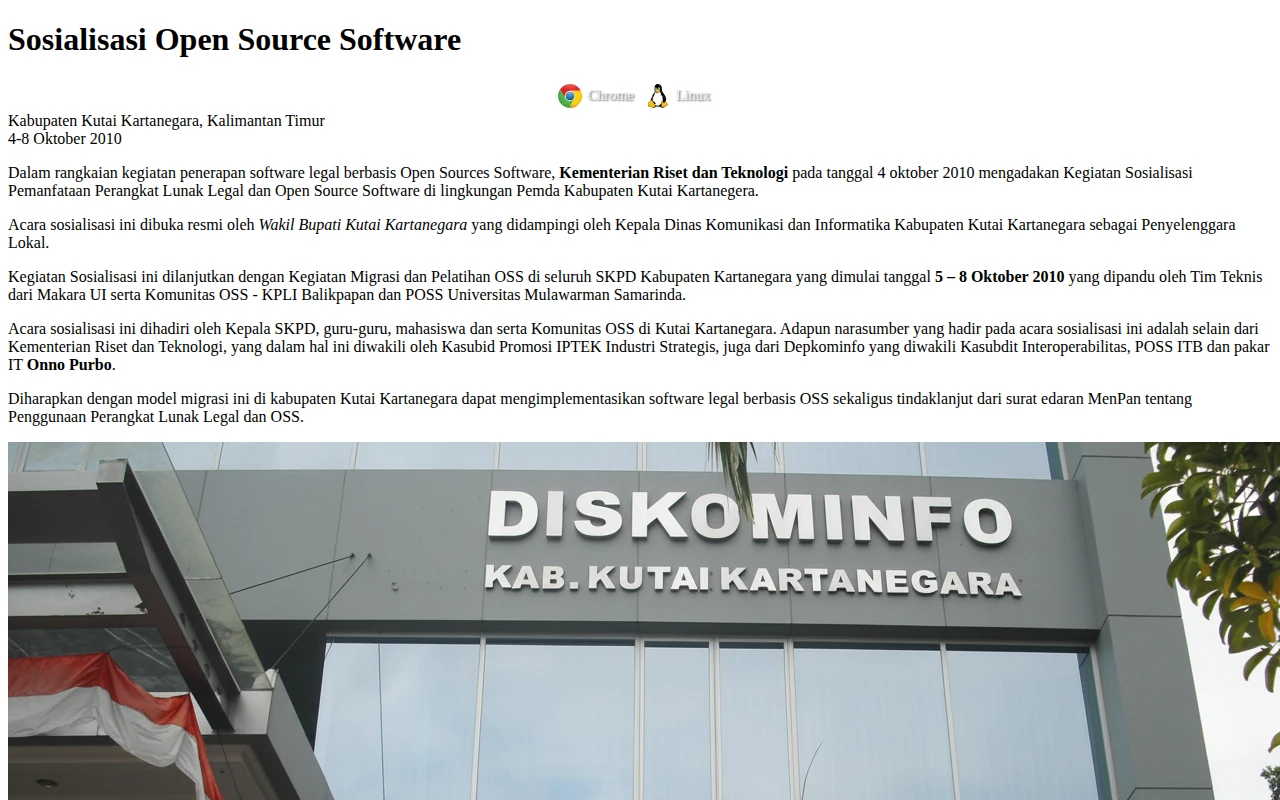 Sosialisasi Open Source Software
Chrome Linux
Kabupaten Kutai Kartanegara, Kalimantan Timur
4-8 Oktober 2010
Dalam rangkaian kegiatan penerapan software legal berbasis Open Sources Software, Kementerian Riset dan Teknologi pada tanggal 4 oktober 2010 mengadakan Kegiatan Sosialisasi
Pemanfataan Perangkat Lunak Legal dan Open Source Software di lingkungan Pemda Kabupaten Kutai Kartanegera.
Acara sosialisasi ini dibuka resmi oleh Wakil Bupati Kutai Kartanegara yang didampingi oleh Kepala Dinas Komunikasi dan Informatika Kabupaten Kutai Kartanegara sebagai Penyelenggara
Lokal.
Kegiatan Sosialisasi ini dilanjutkan dengan Kegiatan Migrasi dan Pelatihan OSS di seluruh SKPD Kabupaten Kartanegara yang dimulai tanggal 5 – 8 Oktober 2010 yang dipandu oleh Tim Teknis
dari Makara UI serta Komunitas OSS - KPLI Balikpapan dan POSS Universitas Mulawarman Samarinda.
Acara sosialisasi ini dihadiri oleh Kepala SKPD, guru-guru, mahasiswa dan serta Komunitas OSS di Kutai Kartanegara. Adapun narasumber yang hadir pada acara sosialisasi ini adalah selain dari
Kementerian Riset dan Teknologi, yang dalam hal ini diwakili oleh Kasubid Promosi IPTEK Industri Strategis, juga dari Depkominfo yang diwakili Kasubdit Interoperabilitas, POSS ITB dan pakar
IT Onno Purbo.
Diharapkan dengan model migrasi ini di kabupaten Kutai Kartanegara dapat mengimplementasikan software legal berbasis OSS sekaligus tindaklanjut dari surat edaran MenPan tentang
Penggunaan Perangkat Lunak Legal dan OSS.
DISKOMINFO
KAB. KUTAI KARTANEGARA